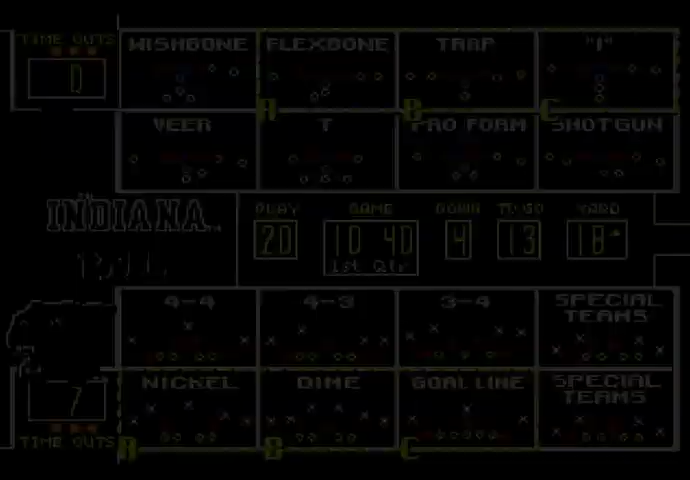 TIME OUTS
WISHBONE FLEXBONE TRAP "I"
0
A B C
VEER T PRO FORM SHOTGUN
INDIANA
PLAY GAME DOWN TO GO YARD
20 10 40 4 13 18
1st Qtr
4-4 4-3 3-4 SPECIAL TEAMS
NICKEL DIME GOAL LINE SPECIAL TEAMS
7
TIME OUTS
A B C